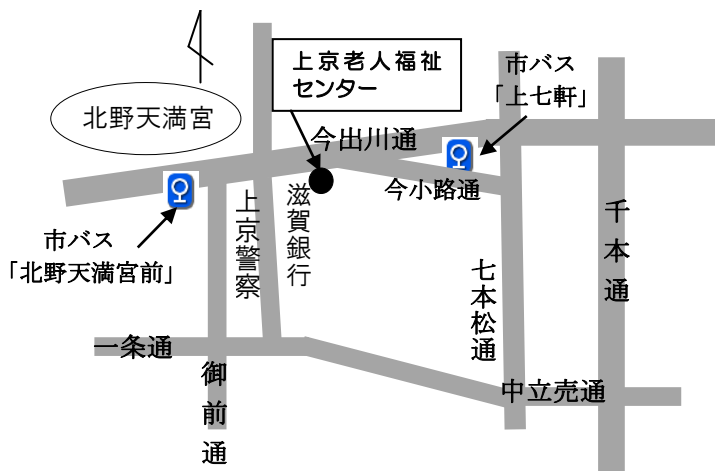 上京老人福祉
センター
市バス
「上七軒」
北野天満宮
今出川通
今小路通
市バス
「北野天満宮前」
上京警察
滋賀銀行
千本通
七本松通
一条通
御前通
中立売通